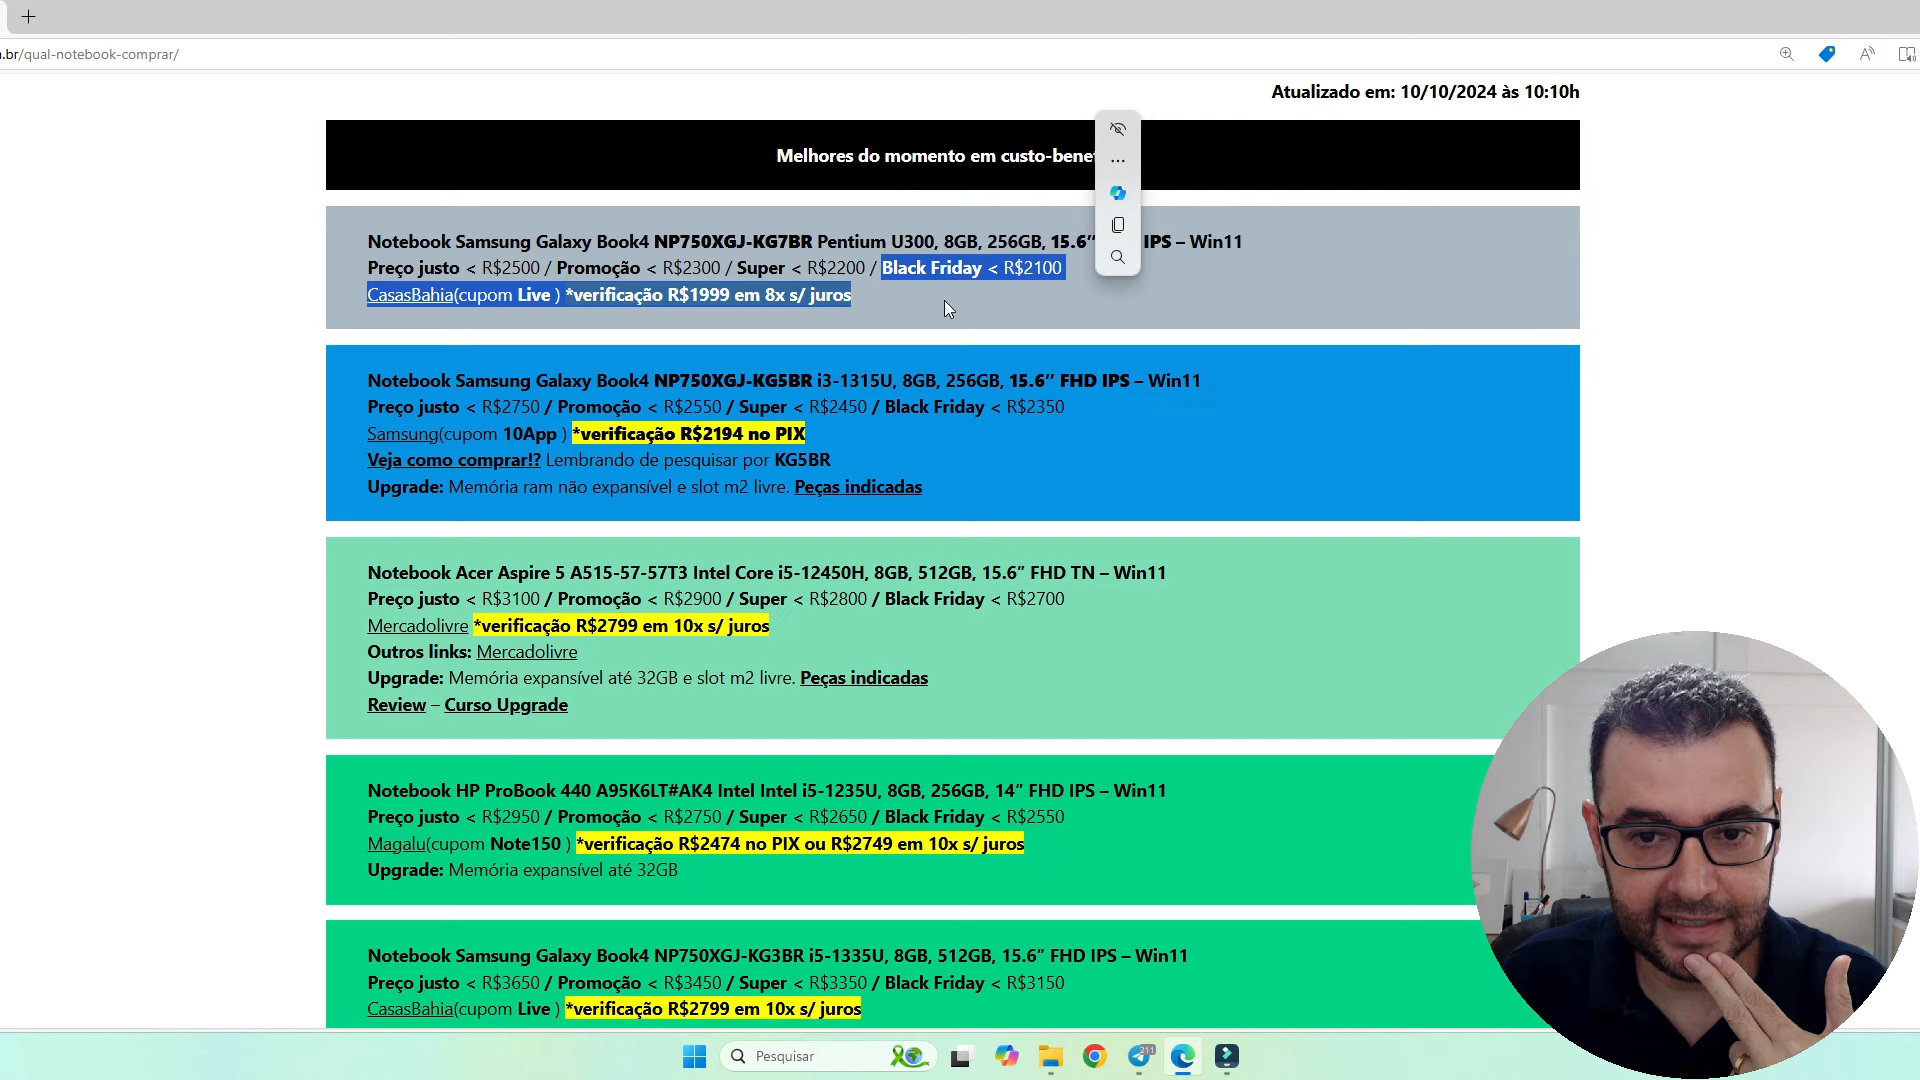 .br/qual-notebook-comprar/
Atualizado em: 10/10/2024 às 10:10h
Melhores do momento em
Notebook Samsung Galaxy Book4 NP750XGJ-KG7BR Pentium U300, 8GB, 256GB, 15.6″ IPS – Win11
Preço justo < R$2500 / Promoção < R$2300 / Super < R$2200 / Black Friday < R$2100
CasasBahia(cupom Live ) *verificação R$1999 em 8x s/ juros
Notebook Samsung Galaxy Book4 NP750XGJ-KG5BR i3-1315U, 8GB, 256GB, 15.6″ FHD IPS – Win11
Preço justo < R$2750 / Promoção < R$2550 / Super < R$2450 / Black Friday < R$2350
Samsung(cupom 10App ) *verificação R$2194 no PIX
Veja como comprar!? Lembrando de pesquisar por KG5BR
Upgrade: Memória ram não expansível e slot m2 livre. Peças indicadas
Notebook Acer Aspire 5 A515-57-57T3 Intel Core i5-12450H, 8GB, 512GB, 15.6″ FHD TN – Win11
Preço justo < R$3100 / Promoção < R$2900 / Super < R$2800 / Black Friday < R$2700
Mercadolivre *verificação R$2799 em 10x s/ juros
Outros links: Mercadolivre
Upgrade: Memória expansível até 32GB e slot m2 livre. Peças indicadas
Review – Curso Upgrade
Notebook HP ProBook 440 A95K6LT#AK4 Intel Intel i5-1235U, 8GB, 256GB, 14″ FHD IPS – Win11
Preço justo < R$2950 / Promoção < R$2750 / Super < R$2650 / Black Friday < R$2550
Magalu(cupom Note150 ) *verificação R$2474 no PIX ou R$2749 em 10x s/ juros
Upgrade: Memória expansível até 32GB
Notebook Samsung Galaxy Book4 NP750XGJ-KG3BR i5-1335U, 8GB, 512GB, 15.6″ FHD IPS – Win11
Preço justo < R$3650 / Promoção < R$3450 / Super < R$3350 / Black Friday < R$3150
CasasBahia(cupom Live ) *verificação R$2799 em 10x s/ juros
Pesquisar
211